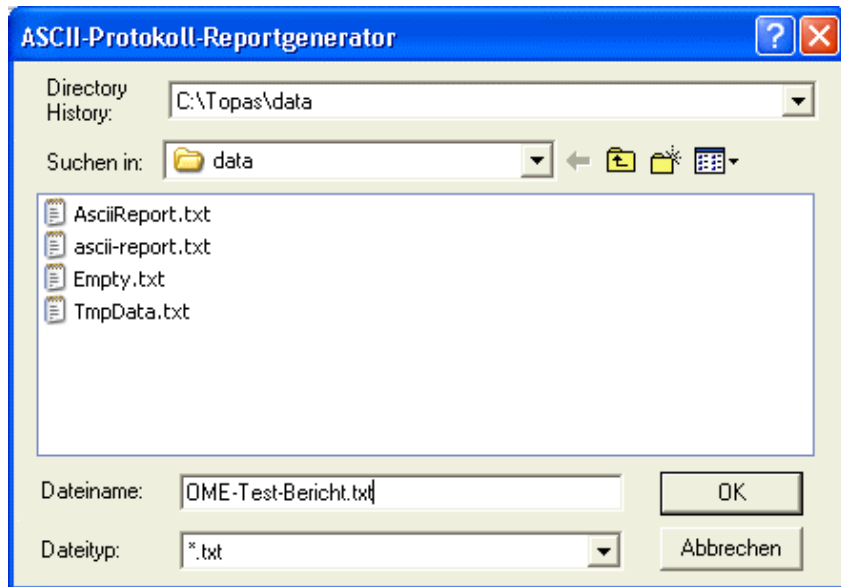 ASCII-Protokoll-Reportgenerator
Directory
History:
C:\Topas\data
Suchen in:
data
AsciiReport.txt
ascii-report.txt
Empty.txt
TmpData.txt
Dateiname:
OME-Test-Bericht.txt
OK
Dateityp:
*.txt
Abbrechen